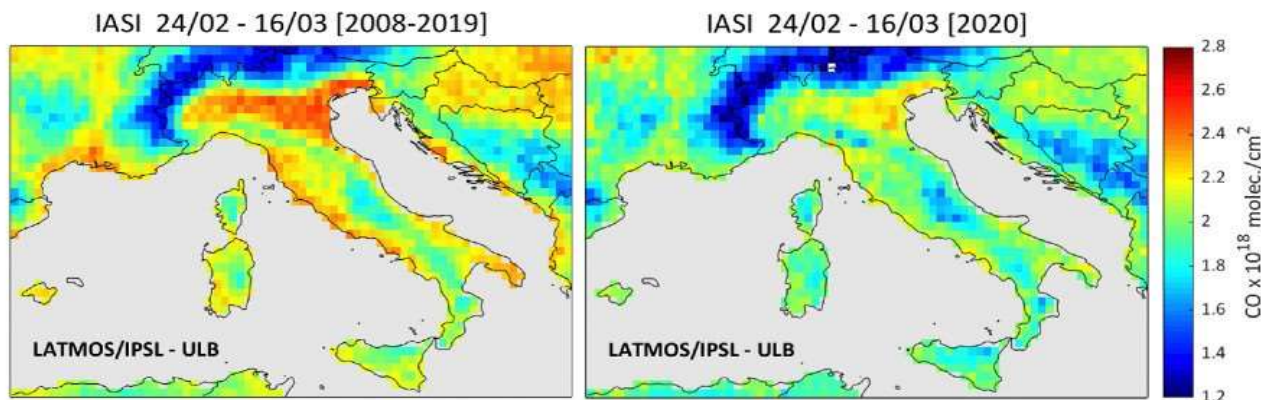 IASI 24/02 - 16/03 [2008-2019]
IASI 24/02 - 16/03 [2020]
LATMOS/IPSL - ULB
LATMOS/IPSL - ULB
2.8
2.6
2.4
2.2
2
1.8
1.6
1.4
1.2
CO x 10¹⁸ molec./cm²